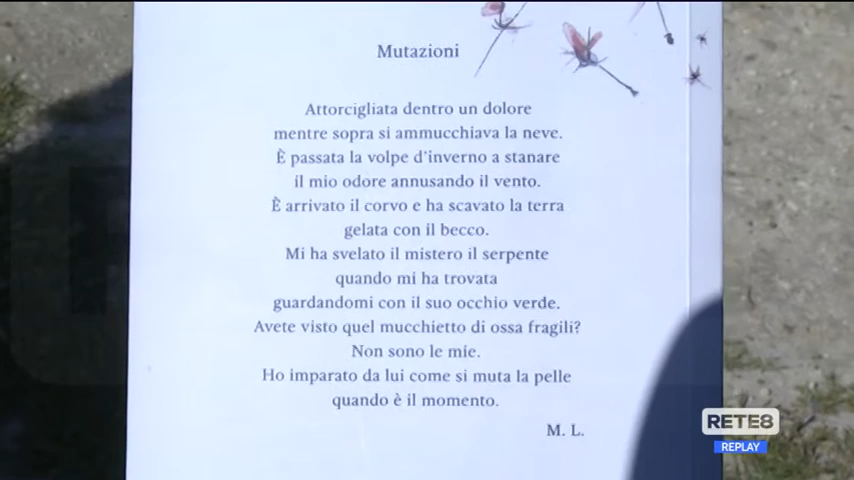 Mutazioni
Attorcigliata dentro un dolore
mentre sopra si ammucchiava la neve.
È passata la volpe d'inverno a stanare
il mio odore annusando il vento.
È arrivato il corvo e ha scavato la terra
gelata con il becco.
Mi ha svelato il mistero il serpente
quando mi ha trovata
guardandomi con il suo occhio verde.
Avete visto quel mucchietto di ossa fragili?
Non sono le mie.
Ho imparato da lui come si muta la pelle
quando è il momento.
M. L.
RETE8
REPLAY